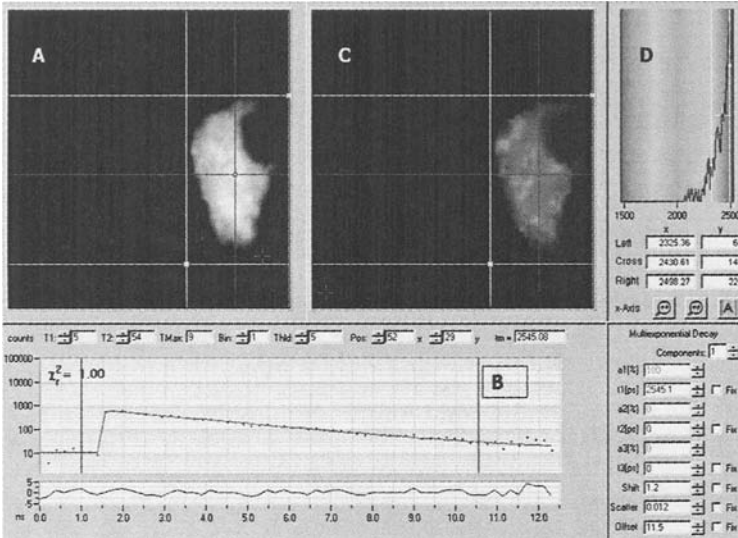 A
C
D
1500 2000 2500
x y
Left 2325.36 6
Cross 2430.61 14
Right 2498.27 22
x-Axis A
counts T1: 5 T2: 54 TMax: 9 Bin: 1 Thld: 5 Pos: 52 x 29 y tm = 2545.08
100000
10000
1000
100
10
χr² = 1.00
B
5
0
-5
ns 0.0 1.0 2.0 3.0 4.0 5.0 6.0 7.0 8.0 9.0 10.0 11.0 12.0
Multiexponential Decay
Components: 1
a1[%] 100
t1[ps] 2545.1 Fix
a2[%] 0
t2[ps] 0 Fix
a3[%] 0
t3[ps] 0 Fix
Shift 1.2 Fix
Scatter 0.012 Fix
Offset 11.5 Fix